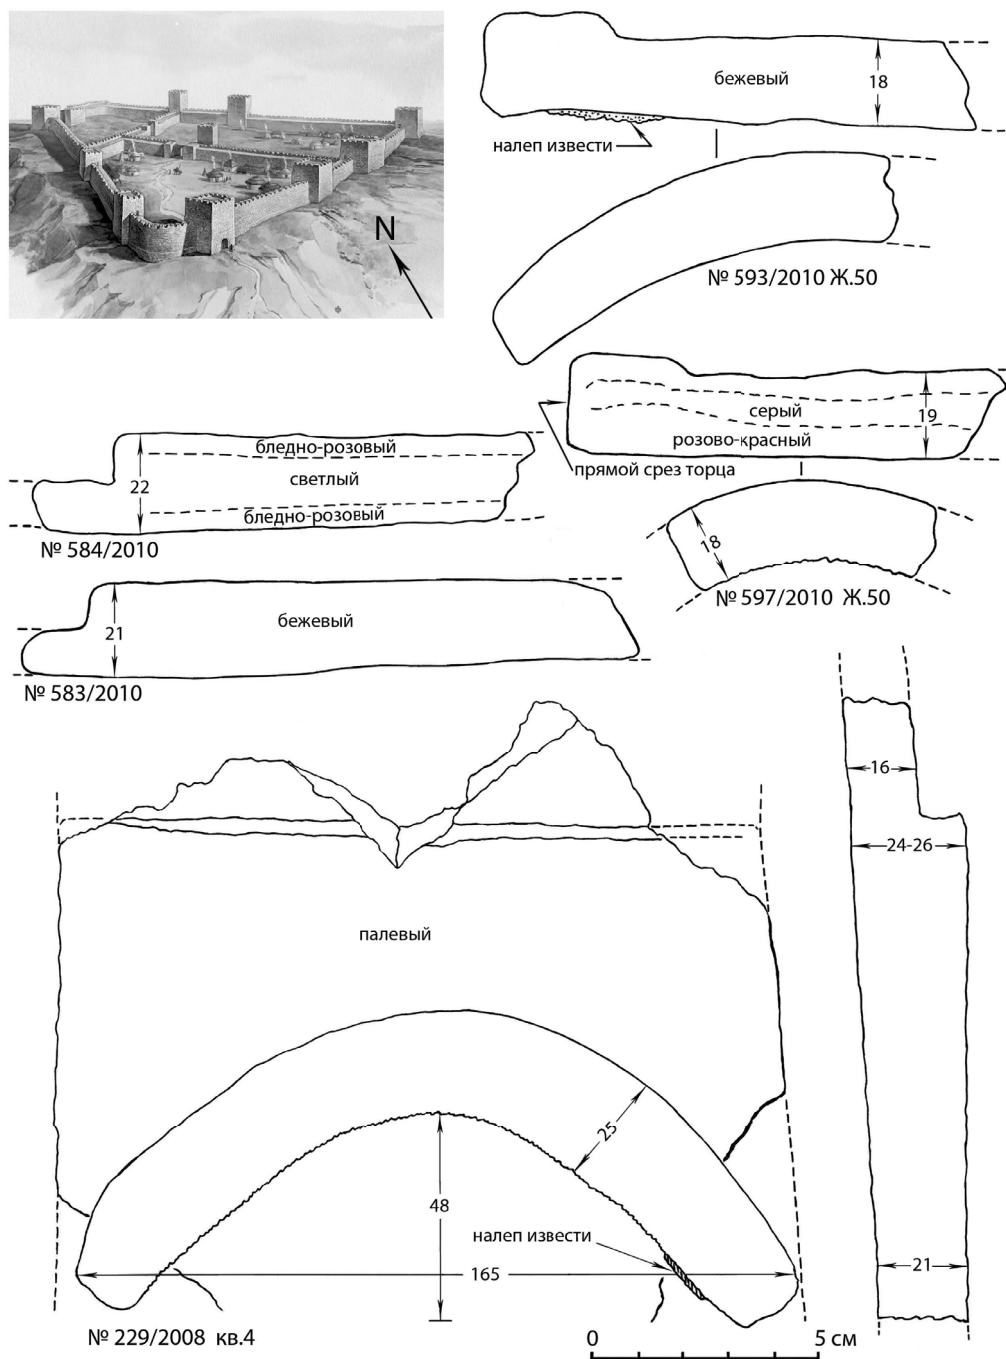 N
бежевый
18
налеп извести
№ 593/2010 Ж.50
серый
19
розово-красный
прямой срез торца
18
№ 597/2010 Ж.50
бледно-розовый
22
светлый
бледно-розовый
№ 584/2010
21
бежевый
№ 583/2010
16
24-26
палевый
25
48
налеп извести
165
21
№ 229/2008 кв.4
0
5 см